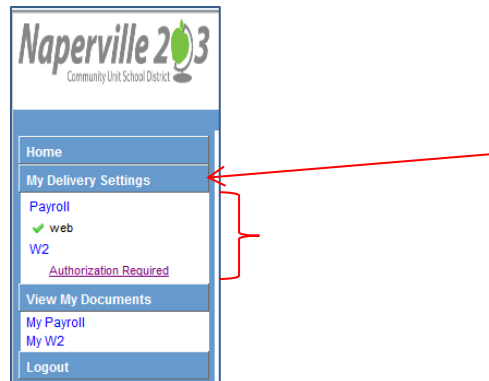 Naperville 203
Community Unit School District
Home
My Delivery Settings
Payroll
web
W2
Authorization Required
View My Documents
My Payroll
My W2
Logout